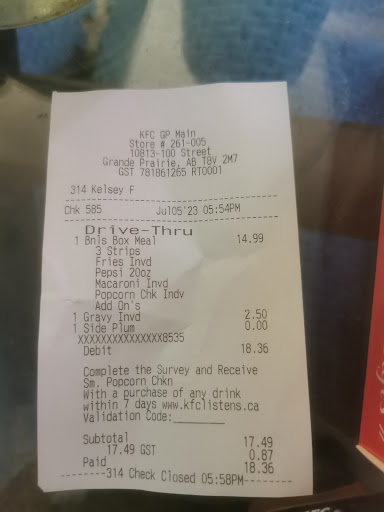 KFC GP Main
Store # 261-005
10813-100 Street
Grande Prairie, AB T8V 2M7
GST 781861265 RT0001
314 Kelsey F
Chk 585 Jul05'23 05:54PM
Drive-Thru
1 Bnls Box Meal 14.99
3 Strips
Fries Invd
Pepsi 20oz
Macaroni Invd
Popcorn Chk Indv
Add On's
1 Gravy Invd 2.50
1 Side Plum 0.00
XXXXXXXXXXXXXXX8535
Debit 18.36
Complete the Survey and Receive
Sm. Popcorn Chkn
With a purchase of any drink
within 7 days www.kfclistens.ca
Validation Code:________
Subtotal 17.49
17.49 GST 0.87
Paid 18.36
------314 Check Closed 05:58PM-------